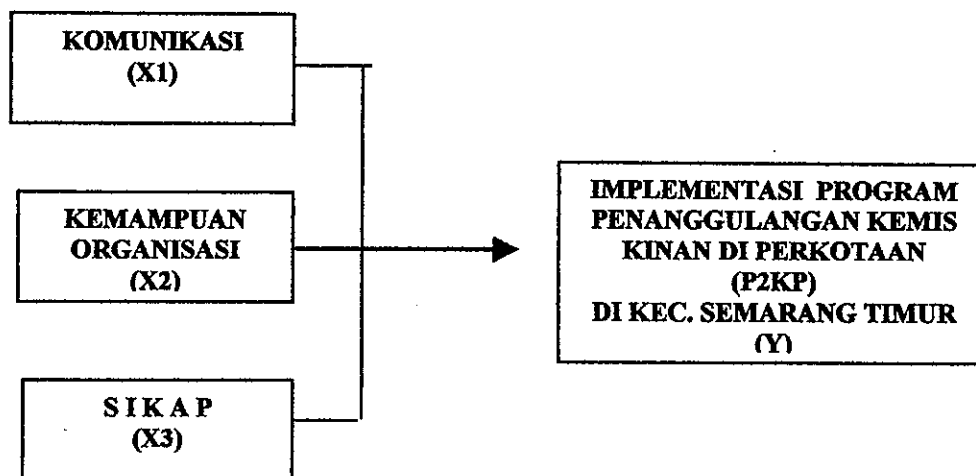 KOMUNIKASI
(X1)
KEMAMPUAN
ORGANISASI
(X2)
S I K A P
(X3)
IMPLEMENTASI PROGRAM
PENANGGULANGAN KEMIS
KINAN DI PERKOTAAN
(P2KP)
DI KEC. SEMARANG TIMUR
(Y)